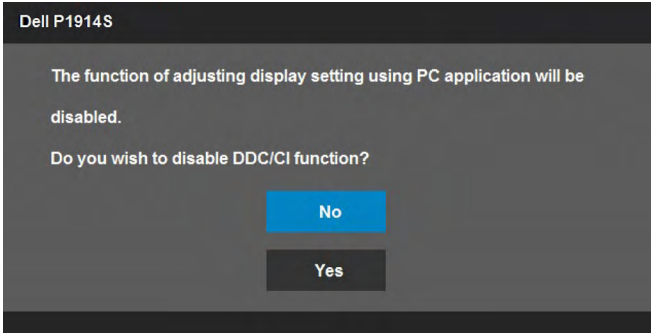 Dell P1914S
The function of adjusting display setting using PC application will be
disabled.
Do you wish to disable DDC/CI function?
No
Yes